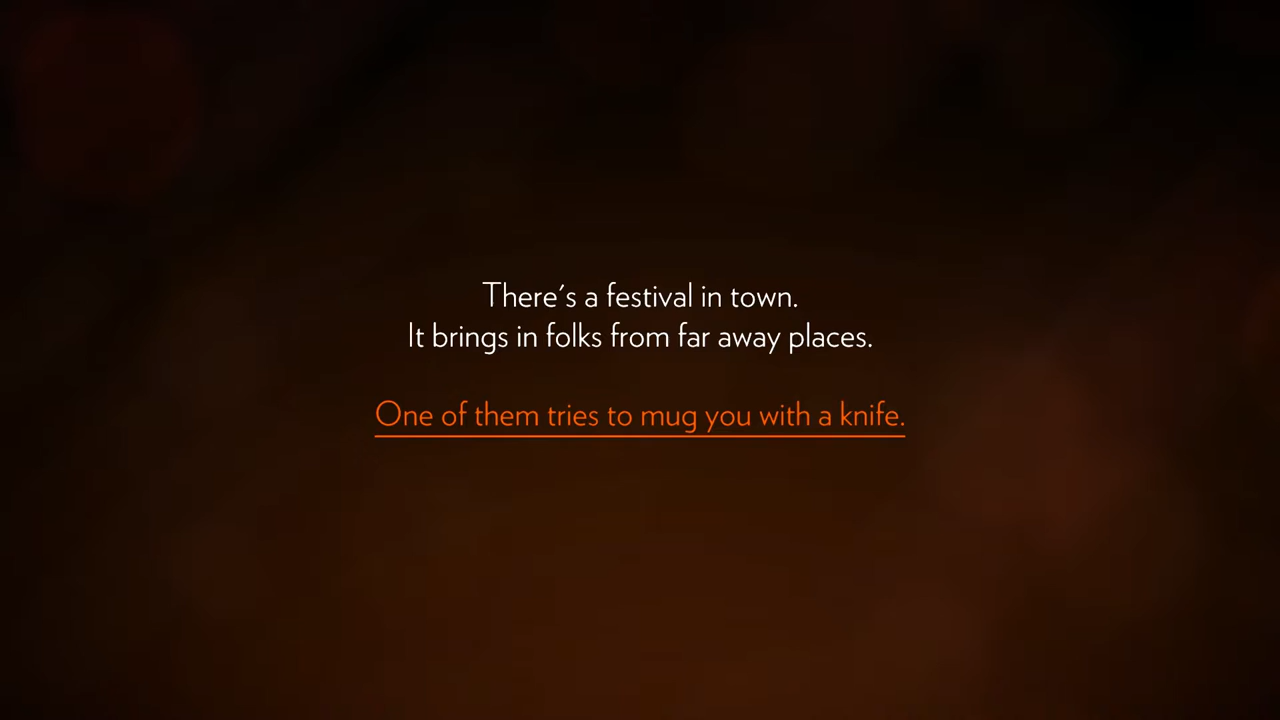 There's a festival in town.
It brings in folks from far away places.
One of them tries to mug you with a knife.